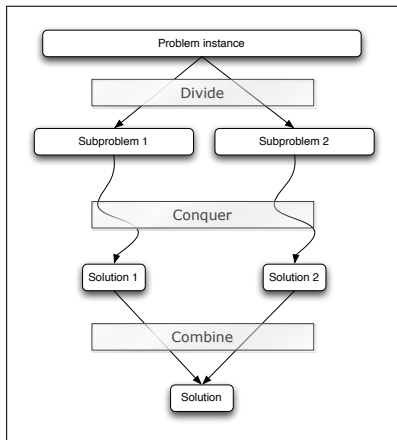 Problem instance
Divide
Subproblem 1 Subproblem 2
Conquer
Solution 1 Solution 2
Combine
Solution